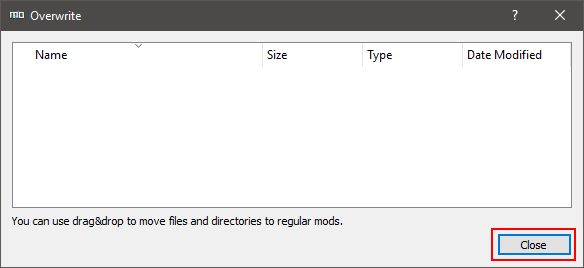 Overwrite
Name Size Type Date Modified
You can use drag&drop to move files and directories to regular mods.
Close